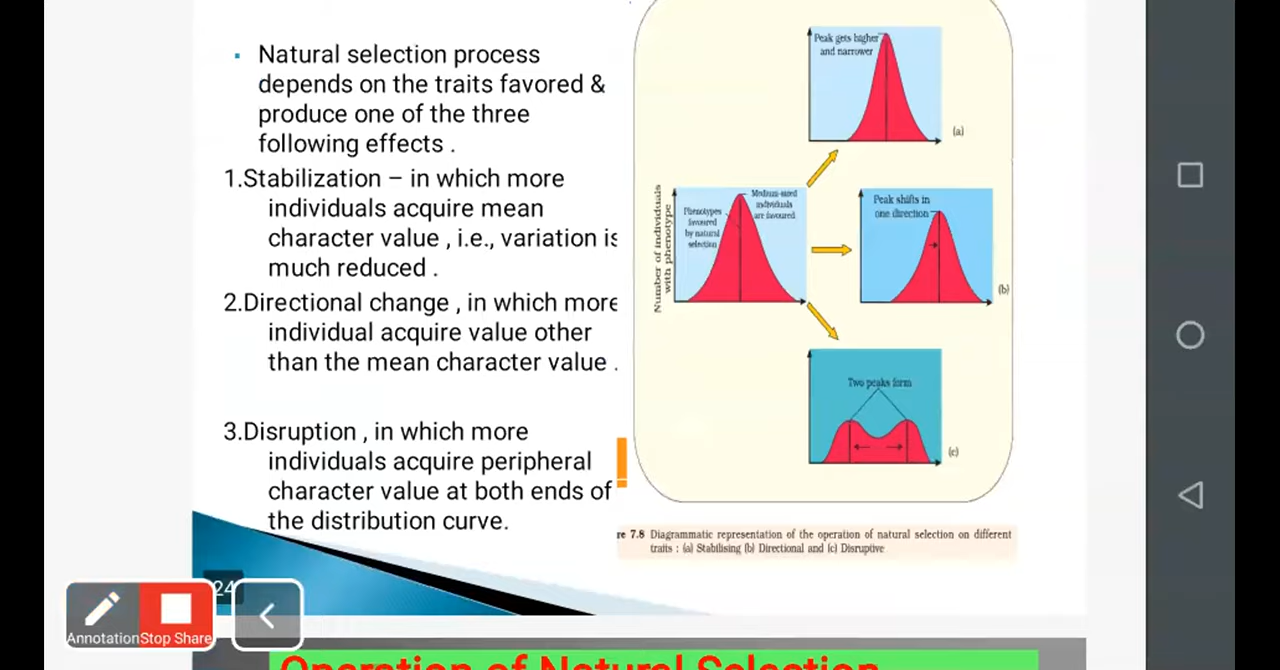 Natural selection process
depends on the traits favored &
produce one of the three
following effects .
1.Stabilization – in which more
individuals acquire mean
character value , i.e., variation is
much reduced .
2.Directional change , in which more
individual acquire value other
than the mean character value .
3.Disruption , in which more
individuals acquire peripheral
character value at both ends of
the distribution curve.
Peak gets higher
and narrower
(a)
Number of individuals
with phenotype
Phenotypes
favoured
by natural
selection
Medium-sized
individuals
are favoured
Peak shifts in
one direction
(b)
Two peaks form
(c)
re 7.8 Diagrammatic representation of the operation of natural selection on different
traits : (a) Stabilising (b) Directional and (c) Disruptive
24
Annotation
Stop Share
Operation of Natural Selection